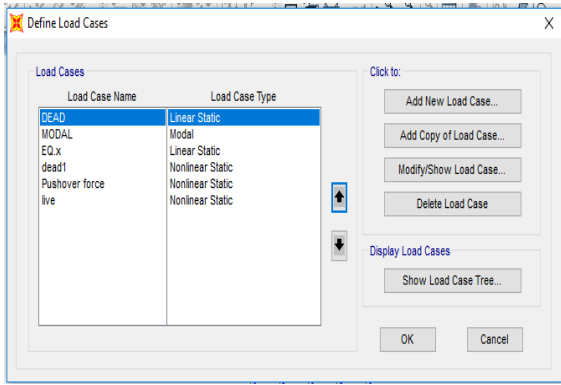 Define Load Cases
Load Cases
Click to:
Load Case Name Load Case Type
DEAD Linear Static
MODAL Modal
EQ.x Linear Static
dead1 Nonlinear Static
Pushover force Nonlinear Static
live Nonlinear Static
Add New Load Case...
Add Copy of Load Case...
Modify/Show Load Case...
Delete Load Case
Display Load Cases
Show Load Case Tree...
OK Cancel